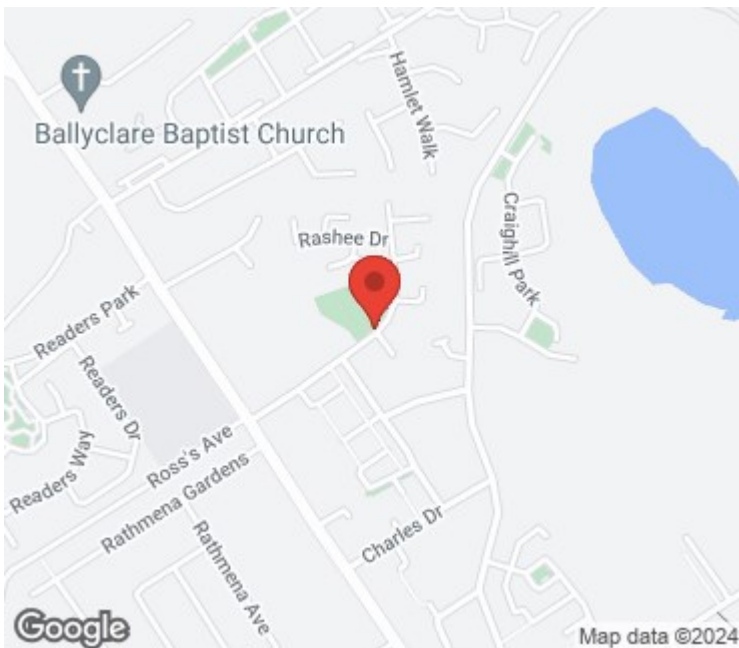 Hamlet Walk
Ballyclare Baptist Church
Rashee Dr
Craighill Park
Readers Park
Readers Dr
Readers Way
Ross's Ave
Rathmena Gardens
Rathmena Ave
Charles Dr
Google
Map data ©2024